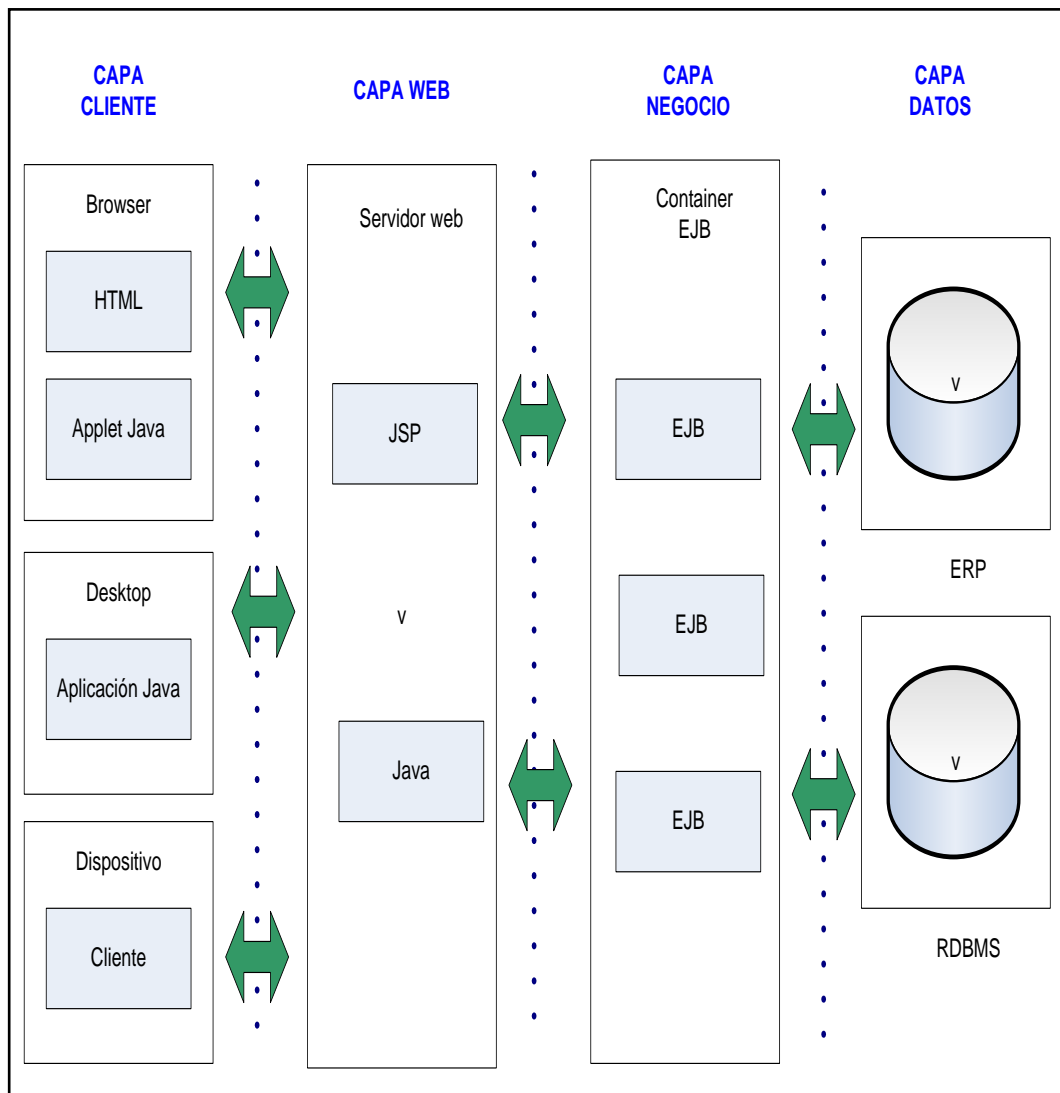 CAPA
CLIENTE
CAPA WEB
CAPA
NEGOCIO
CAPA
DATOS
Browser
HTML
Applet Java
Desktop
Aplicación Java
Dispositivo
Cliente
Servidor web
JSP
v
Java
Container
EJB
EJB
EJB
EJB
v
ERP
v
RDBMS